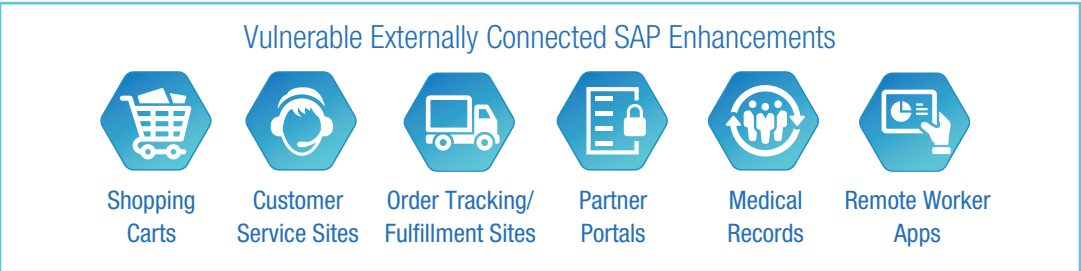 Vulnerable Externally Connected SAP Enhancements
Shopping
Carts
Customer
Service Sites
Order Tracking/
Fulfillment Sites
Partner
Portals
Medical
Records
Remote Worker
Apps